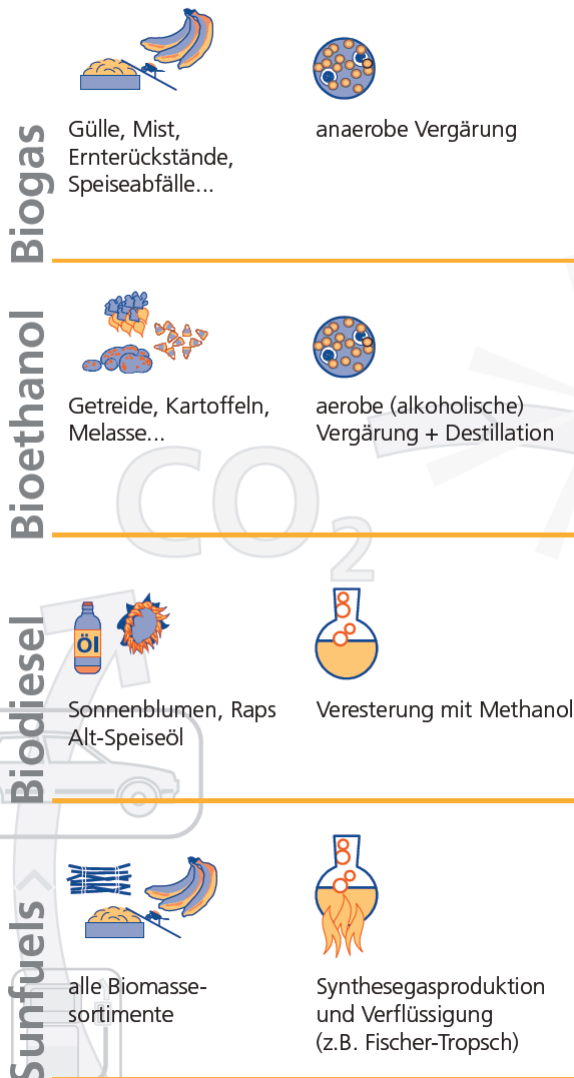 Biogas
Gülle, Mist,
Ernterückstände,
Speiseabfälle...
anaerobe Vergärung
Bioethanol
Getreide, Kartoffeln,
Melasse...
aerobe (alkoholische)
Vergärung + Destillation
CO2
Biodiesel
Öl
Sonnenblumen, Raps
Alt-Speiseöl
Veresterung mit Methanol
Sunfuels
alle Biomasse-
sortimente
Synthesegasproduktion
und Verflüssigung
(z.B. Fischer-Tropsch)